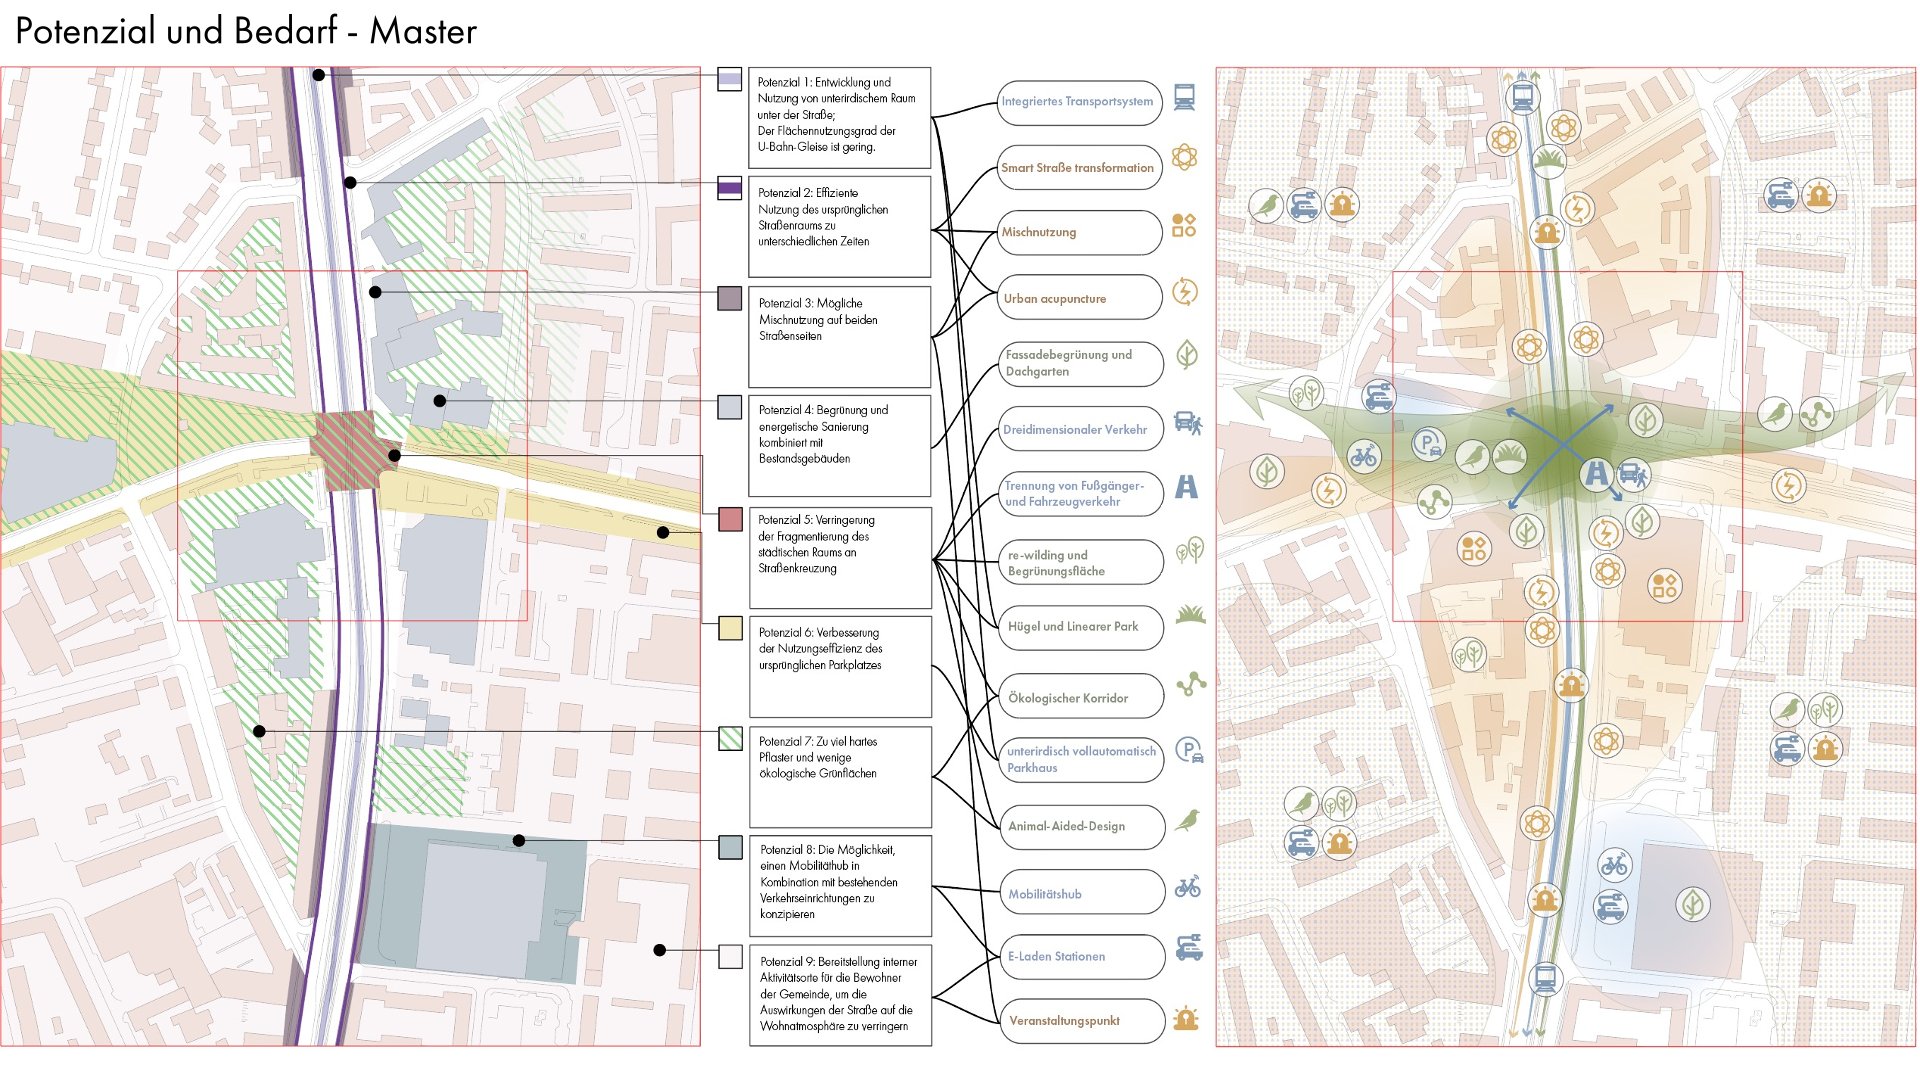 Potenzial und Bedarf - Master
Potenzial 1: Entwicklung und
Nutzung von unterirdischem Raum
unter der Straße;
Der Flächennutzungsgrad der
U-Bahn-Gleise ist gering.
Potenzial 2: Effiziente
Nutzung des ursprünglichen
Straßenraums zu
unterschiedlichen Zeiten
Potenzial 3: Mögliche
Mischnutzung auf beiden
Straßenseiten
Potenzial 4: Begrünung und
energetische Sanierung
kombiniert mit
Bestandsgebäuden
Potenzial 5: Verringerung
der Fragmentierung des
städtischen Raums an
Straßenkreuzung
Potenzial 6: Verbesserung
der Nutzungseffizienz des
ursprünglichen Parkplatzes
Potenzial 7: Zu viel hartes
Pflaster und wenige
ökologische Grünflächen
Potenzial 8: Die Möglichkeit,
einen Mobilitäthub in
Kombination mit bestehenden
Verkehrseinrichtungen zu
konzipieren
Potenzial 9: Bereitstellung interner
Aktivitätsorte für die Bewohner
der Gemeinde, um die
Auswirkungen der Straße auf die
Wohnatmosphäre zu verringern
Integriertes Transportsystem
Smart Straße transformation
Mischnutzung
Urban acupuncture
Fassadebegrünung und
Dachgarten
Dreidimensionaler Verkehr
Trennung von Fußgänger-
und Fahrzeugverkehr
re-wilding und
Begrünungsfläche
Hügel und Linearer Park
Ökologischer Korridor
unterirdisch vollautomatisch
Parkhaus
P
Animal-Aided-Design
Mobilitätshub
E-Laden Stationen
Veranstaltungspunkt
P